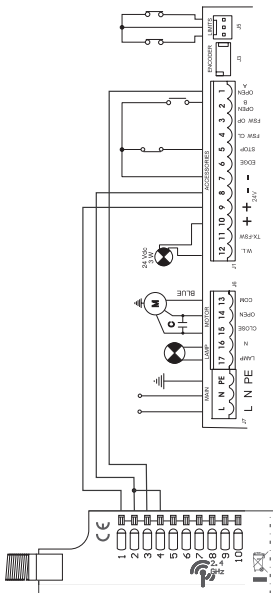 LIMITS
J5
ENCODER
J3
ACCESSORIES
1 OPEN A
2 OPEN B
3 FSW OP
4 FSW CL
5 STOP
6 EDGE
7 -
8 -
9 +
10 +
24V
11 TX-FSW
12 W.L.
J1
24 Vdc
3 W
BLUE
M
C
MOTOR
J6
13 COM
14 OPEN
15 CLOSE
LAMP
16 N
17 LAMP
MAIN
L N PE
L N PE
J7
CE
1
2
3
4
5
6
7
8
9
10
2.4
GHz